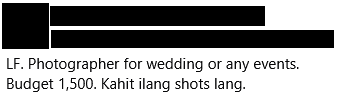 LF. Photographer for wedding or any events.
Budget 1,500. Kahit ilang shots lang.